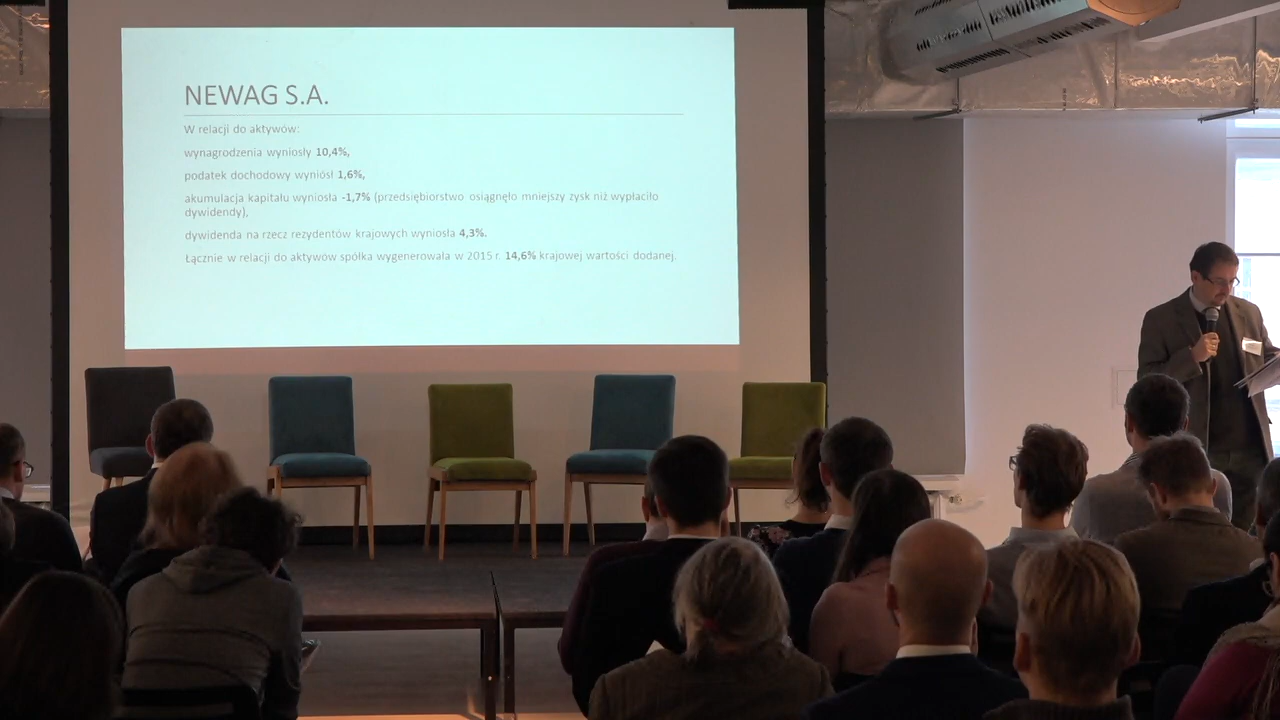 NEWAG S.A.
W relacji do aktywów:
wynagrodzenia wyniosły 10,4%,
podatek dochodowy wyniósł 1,6%,
akumulacja kapitału wyniosła -1,7% (przedsiębiorstwo osiągnęło mniejszy zysk niż wypłaciło
dywidendy),
dywidenda na rzecz rezydentów krajowych wyniosła 4,3%.
Łącznie w relacji do aktywów spółka wygenerowała w 2015 r. 14,6% krajowej wartości dodanej.